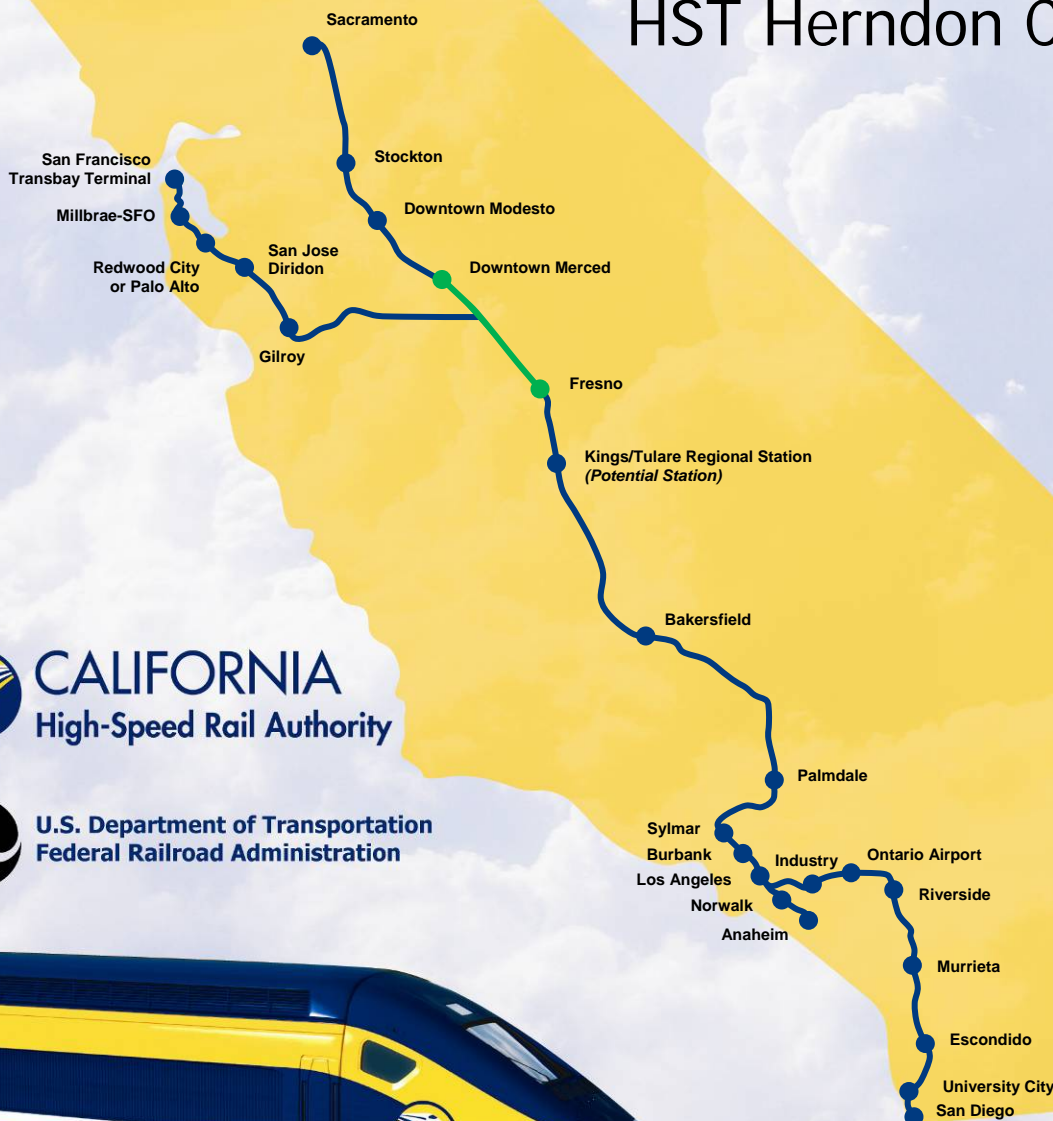 HST Herndon
Sacramento
San Francisco
Transbay Terminal
Stockton
Millbrae-SFO
Downtown Modesto
San Jose
Diridon
Redwood City
or Palo Alto
Downtown Merced
Gilroy
Fresno
Kings/Tulare Regional Station
(Potential Station)
Bakersfield
CALIFORNIA
High-Speed Rail Authority
Palmdale
U.S. Department of Transportation
Federal Railroad Administration
Sylmar
Burbank
Los Angeles
Industry
Ontario Airport
Norwalk
Riverside
Anaheim
Murrieta
Escondido
University City
San Diego